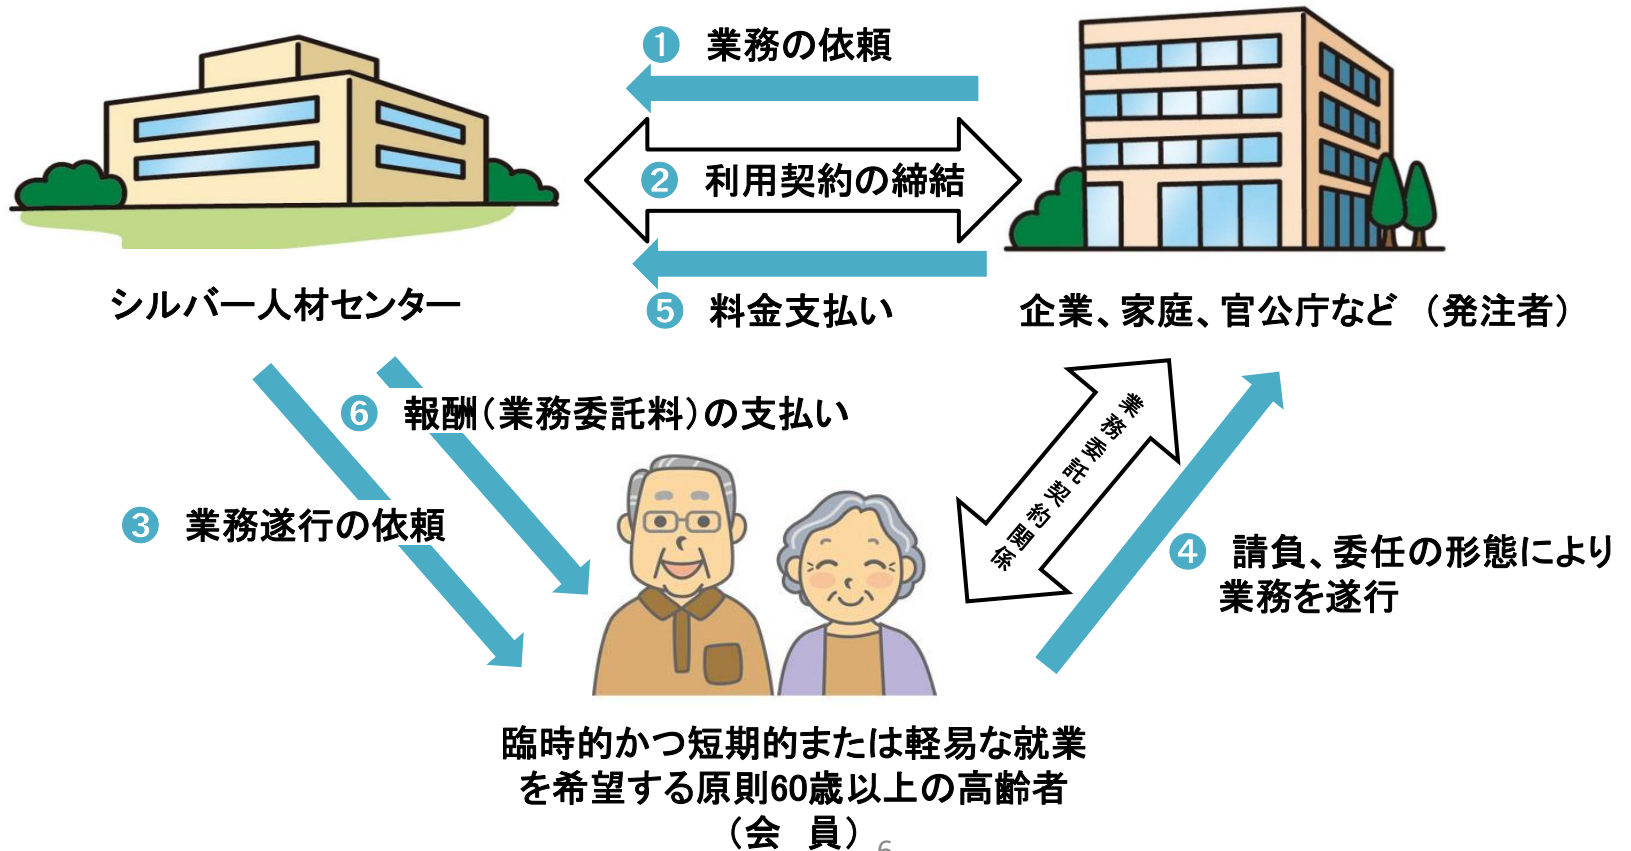 ❶ 業務の依頼
❷ 利用契約の締結
❺ 料金支払い
シルバー人材センター
企業、家庭、官公庁など （発注者）
❻ 報酬（業務委託料）の支払い
業務委託契約関係
❸ 業務遂行の依頼
❹ 請負、委任の形態により
業務を遂行
臨時的かつ短期的または軽易な就業
を希望する原則60歳以上の高齢者
（会 員）
6